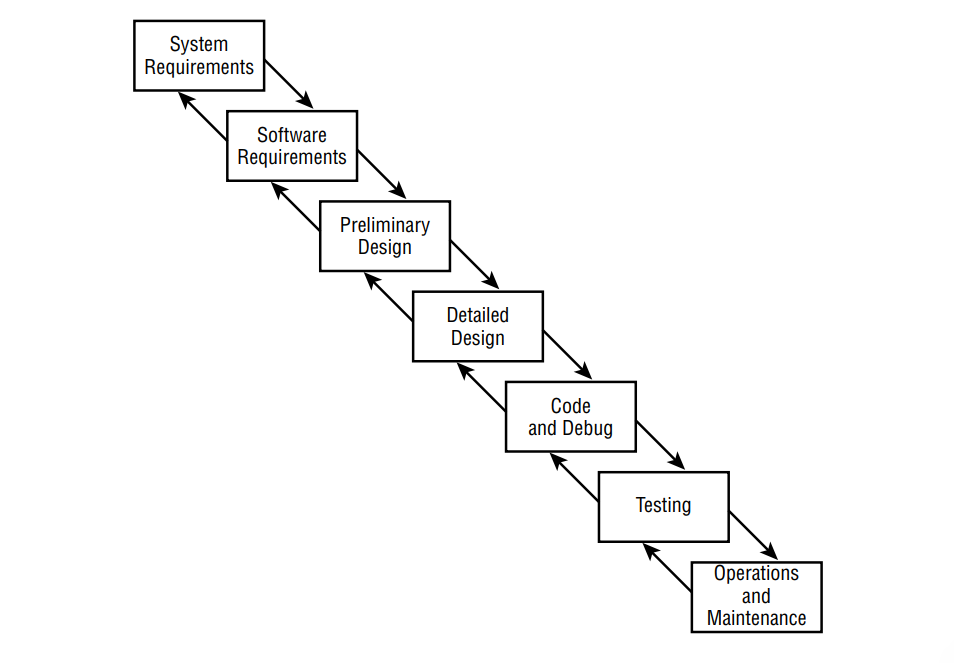 System
Requirements
Software
Requirements
Preliminary
Design
Detailed
Design
Code
and Debug
Testing
Operations
and
Maintenance